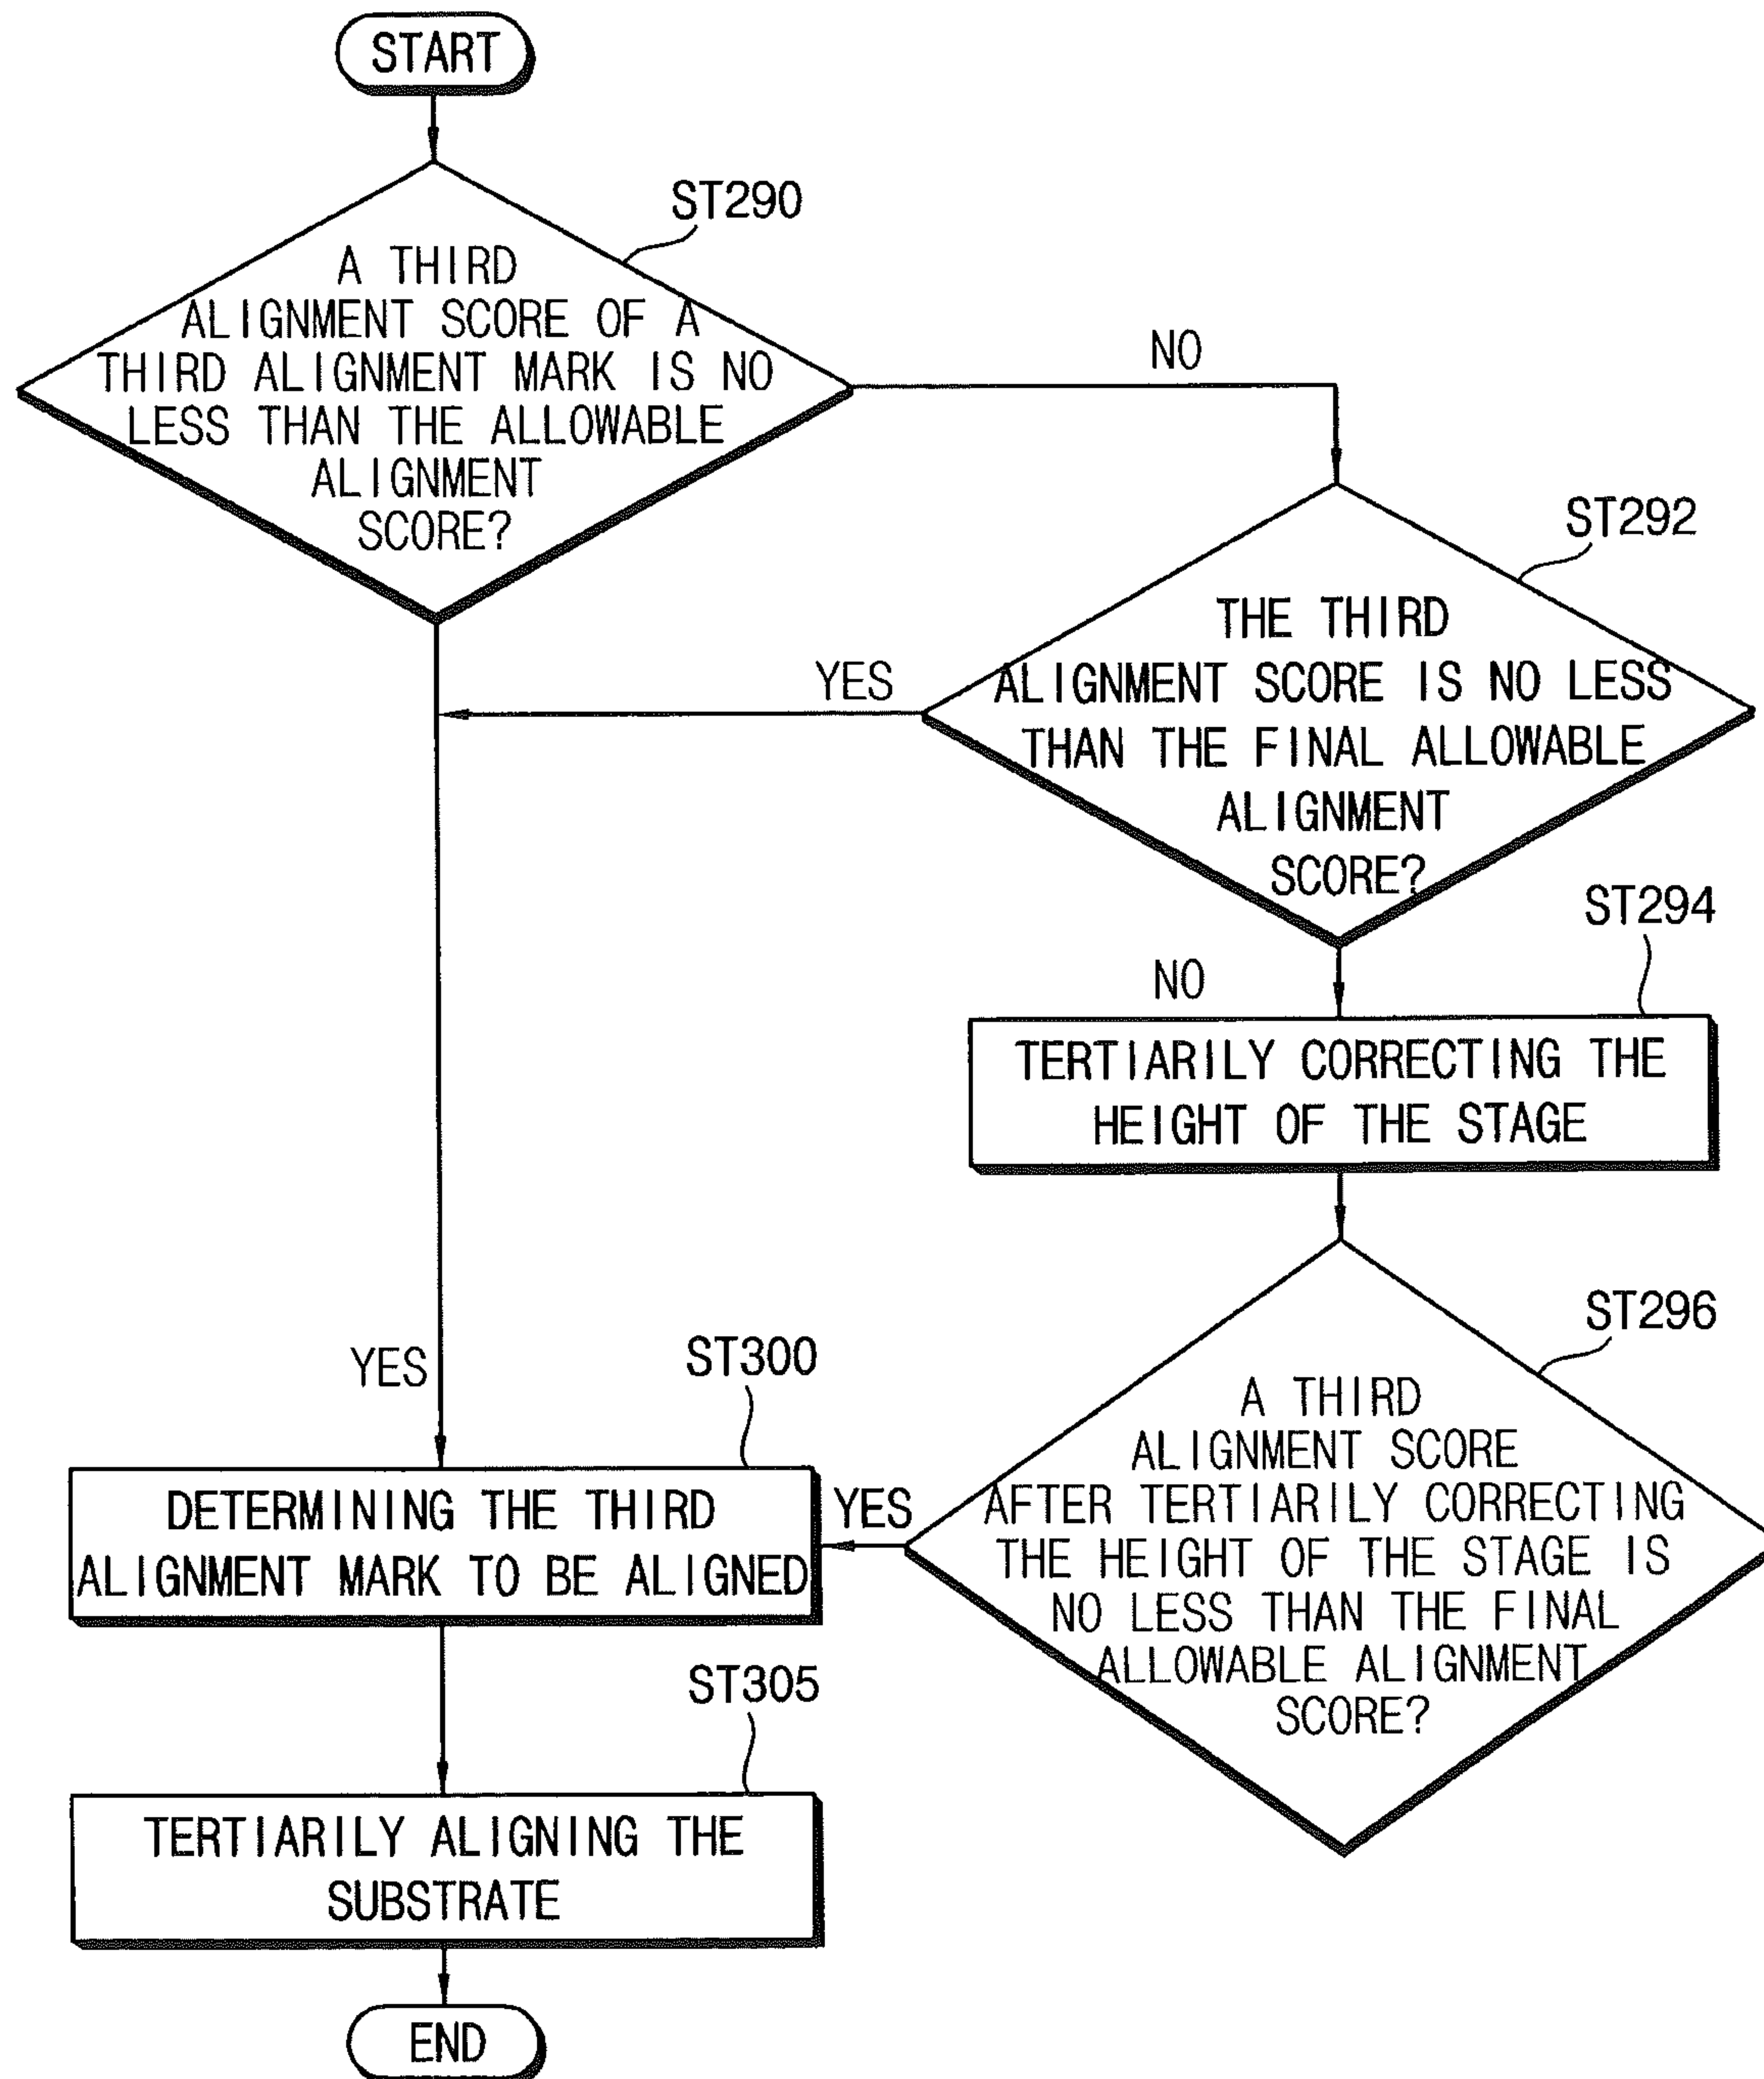 START
ST290
A THIRD
ALIGNMENT SCORE OF A
THIRD ALIGNMENT MARK IS NO
LESS THAN THE ALLOWABLE
ALIGNMENT
SCORE?
NO
ST292
THE THIRD
ALIGNMENT SCORE IS NO LESS
THAN THE FINAL ALLOWABLE
ALIGNMENT
SCORE?
YES
NO
ST294
TERTIARILY CORRECTING THE
HEIGHT OF THE STAGE
ST296
A THIRD
ALIGNMENT SCORE
AFTER TERTIARILY CORRECTING
THE HEIGHT OF THE STAGE IS
NO LESS THAN THE FINAL
ALLOWABLE ALIGNMENT
SCORE?
YES
YES
ST300
DETERMINING THE THIRD
ALIGNMENT MARK TO BE ALIGNED
ST305
TERTIARILY ALIGNING THE
SUBSTRATE
END